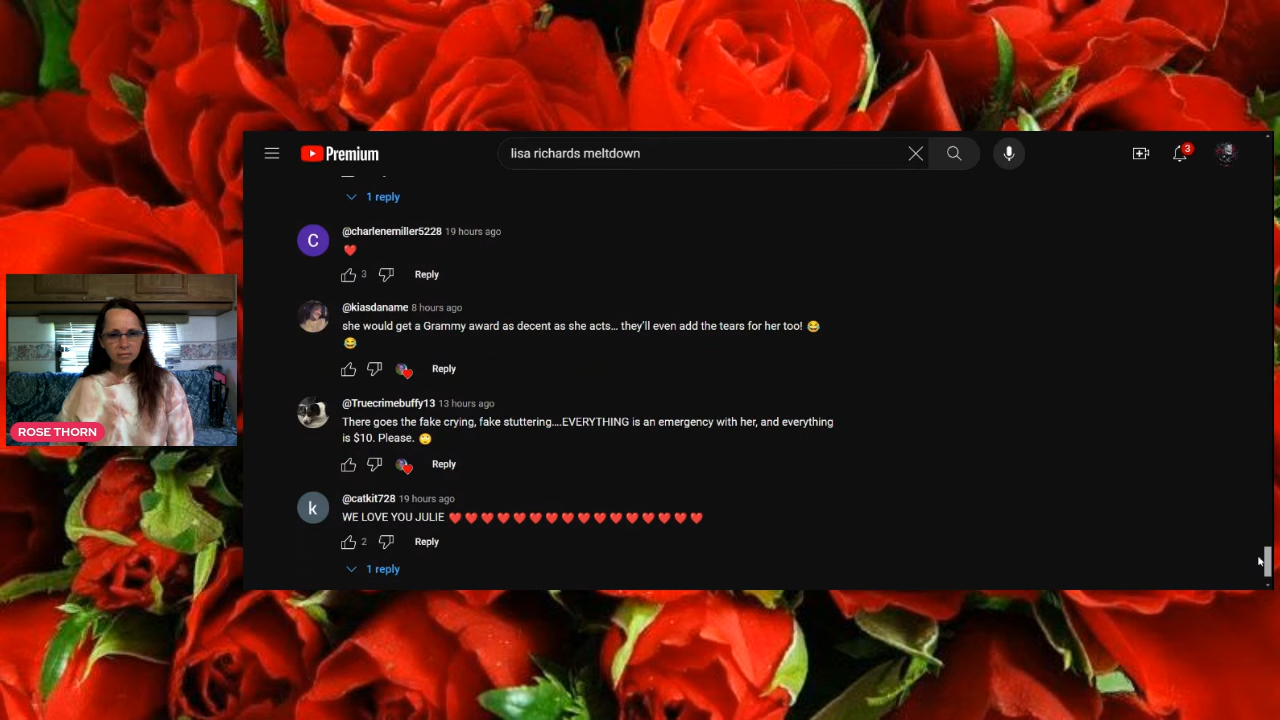 Premium
lisa richards meltdown
3
1 reply
C
@charlenemiller5228 19 hours ago
❤️
3
Reply
@kiasdaname 8 hours ago
she would get a Grammy award as decent as she acts... they'll even add the tears for her too! 😂
😂
Reply
@Truecrimebuffy13 13 hours ago
There goes the fake crying, fake stuttering....EVERYTHING is an emergency with her, and everything
is $10. Please. 🙄
Reply
ROSE THORN
k
@catkit728 19 hours ago
WE LOVE YOU JULIE ❤️❤️❤️❤️❤️❤️❤️❤️❤️❤️❤️❤️❤️❤️❤️❤️
2
Reply
1 reply